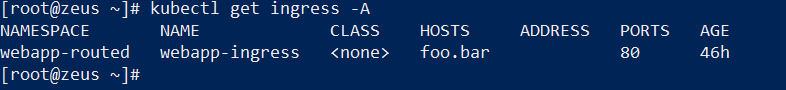 [root@zeus ~]# kubectl get ingress -A
NAMESPACE       NAME             CLASS    HOSTS     ADDRESS   PORTS   AGE
webapp-routed   webapp-ingress   <none>   foo.bar             80      46h
[root@zeus ~]#